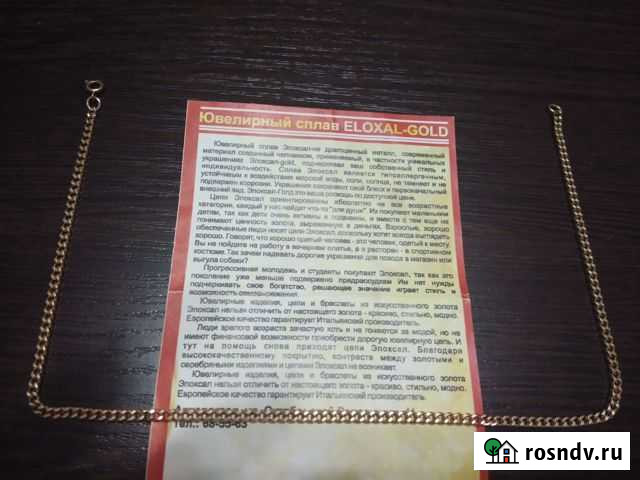 Ювелирный сплав ELOXAL-GOLD
Ювелирный сплав Элоксал-не драгоценный металл, современный
материал созданный человеком, применяемый, в частности уникальных
украшениях Элоксал-gold, подчеркивая ваш собственный стиль и
индивидуальность. Сплав Элоксал является гипоаллергенным,
устойчивым к воздействиям морской воды, пота, солнца, не темнеет и не
подвержен коррозии. Украшения сохраняют свой блеск и первоначальный
внешний вид. Элоксал-Голд это ваша роскошь по доступной цене.
Цепи Элоксал ориентированны абсолютно на все возрастные
категории, каждый у нас найдет что-то "для души". Их покупают маленьким
детям, так как дети очень активны и подвижны, и вместе с тем еще не
понимают ценность золота, выраженную в деньгах. Взрослые, хорошо
обеспеченные люди носят цепи Элоксал, поскольку хотят всегда выглядеть
хорошо. Говорят, что хорошо одетый человек - это человек, одетый к месту.
Вы не пойдете на работу в вечернем платье, а в ресторан - в спортивном
костюме. Так зачем надевать дорогие украшения для похода в магазин или
выгула собаки?
Прогрессивная молодежь и студенты покупают Элоксал, так как это
поколение уже меньше подвержено предрассудкам Им нет нужды
подчеркивать свое богатство, решающее значение играет стиль и
возможность самовыражения.
Ювелирные изделия, цепи и браслеты из искусственного золота
Элоксал нельзя отличить от настоящего золота - красиво, стильно, модно.
Европейское качество гарантирует Итальянский производитель.
Люди зрелого возраста зачастую хоть и не гонятся за модой, но не
имеют финансовой возможности приобрести дорогую ювелирную цепь. И
тут на помощь снова приходят цепи Элоксал. Благодаря
высококачественному покрытию, контраста между золотыми и
серебряными изделиями и цепями Элоксал не возникает.
Ювелирные изделия, цепи и браслеты из искусственного золота
Элоксал нельзя отличить от настоящего золота - красиво, стильно, модно.
Европейское качество гарантирует Итальянский производитель.
Тел.: 68-95-83
rosndv.ru